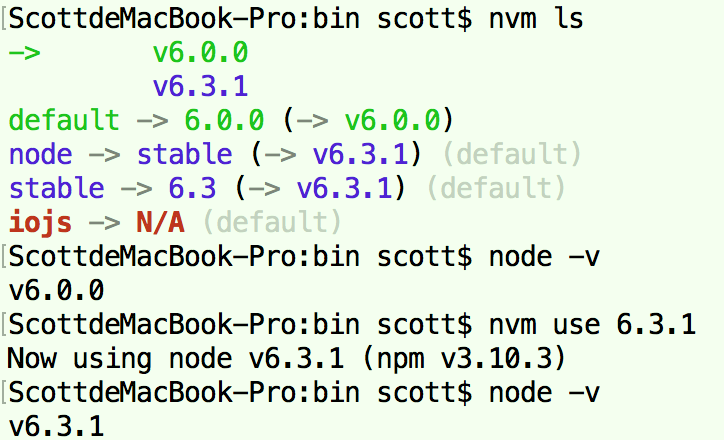 [ScottdeMacBook-Pro:bin scott$ nvm ls
->       v6.0.0
         v6.3.1
default -> 6.0.0 (-> v6.0.0)
node -> stable (-> v6.3.1) (default)
stable -> 6.3 (-> v6.3.1) (default)
iojs -> N/A (default)
[ScottdeMacBook-Pro:bin scott$ node -v
v6.0.0
[ScottdeMacBook-Pro:bin scott$ nvm use 6.3.1
Now using node v6.3.1 (npm v3.10.3)
[ScottdeMacBook-Pro:bin scott$ node -v
v6.3.1